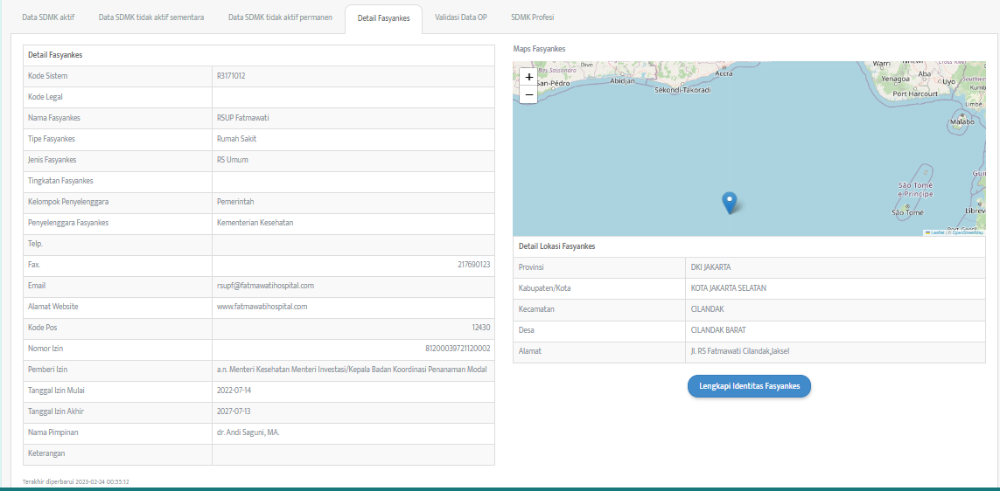 Data SDMK aktif
Data SDMK tidak aktif sementara
Data SDMK tidak aktif permanen
Detail Fasyankes
Validasi Data OP
SDMK Profesi
Detail Fasyankes
Kode Sistem R3171012
Kode Legal
Nama Fasyankes RSUP Fatmawati
Tipe Fasyankes Rumah Sakit
Jenis Fasyankes RS Umum
Tingkatan Fasyankes
Kelompok Penyelenggara Pemerintah
Penyelenggara Fasyankes Kementerian Kesehatan
Telp.
Fax. 217690123
Email rsupf@fatmawatihospital.com
Alamat Website www.fatmawatihospital.com
Kode Pos 12430
Nomor Izin 81200039721120002
Pemberi Izin a.n. Menteri Kesehatan Menteri Investasi/Kepala Badan Koordinasi Penanaman Modal
Tanggal Izin Mulai 2022-07-14
Tanggal Izin Akhir 2027-07-13
Nama Pimpinan dr. Andi Saguni, MA.
Keterangan
Terakhir diperbarui 2023-02-24 00:55:12
Maps Fasyankes
+
−
Divo
Bas-Sassandra
San-Pédro
Abidjan
Accra
Sekondi-Takoradi
Warri
Yenagoa
Aba
Uyo
Port Harcourt
Limbé
Malabo
São Tomé
e Príncipe
São Tomé
Librev
Leaflet | © OpenStreetMap
Detail Lokasi Fasyankes
Provinsi DKI JAKARTA
Kabupaten/Kota KOTA JAKARTA SELATAN
Kecamatan CILANDAK
Desa CILANDAK BARAT
Alamat Jl. RS Fatmawati Cilandak,Jaksel
Lengkapi Identitas Fasyankes